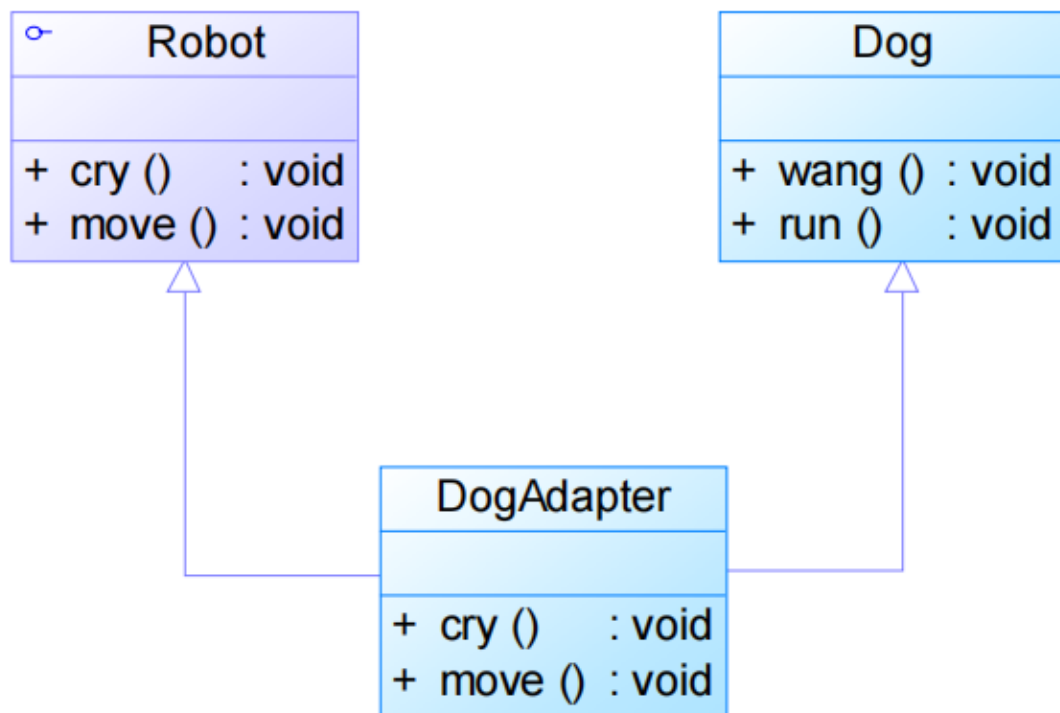 Robot
+ cry () : void
+ move () : void
Dog
+ wang () : void
+ run () : void
DogAdapter
+ cry () : void
+ move () : void